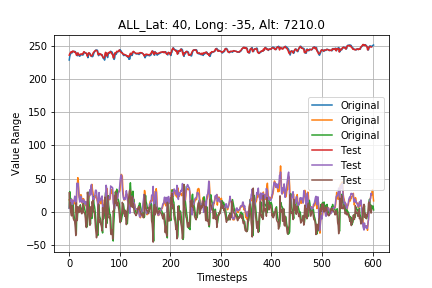 ALL_Lat: 40, Long: -35, Alt: 7210.0
Value Range
250
200
150
100
50
0
−50
Original
Original
Original
Test
Test
Test
0 100 200 300 400 500 600
Timesteps